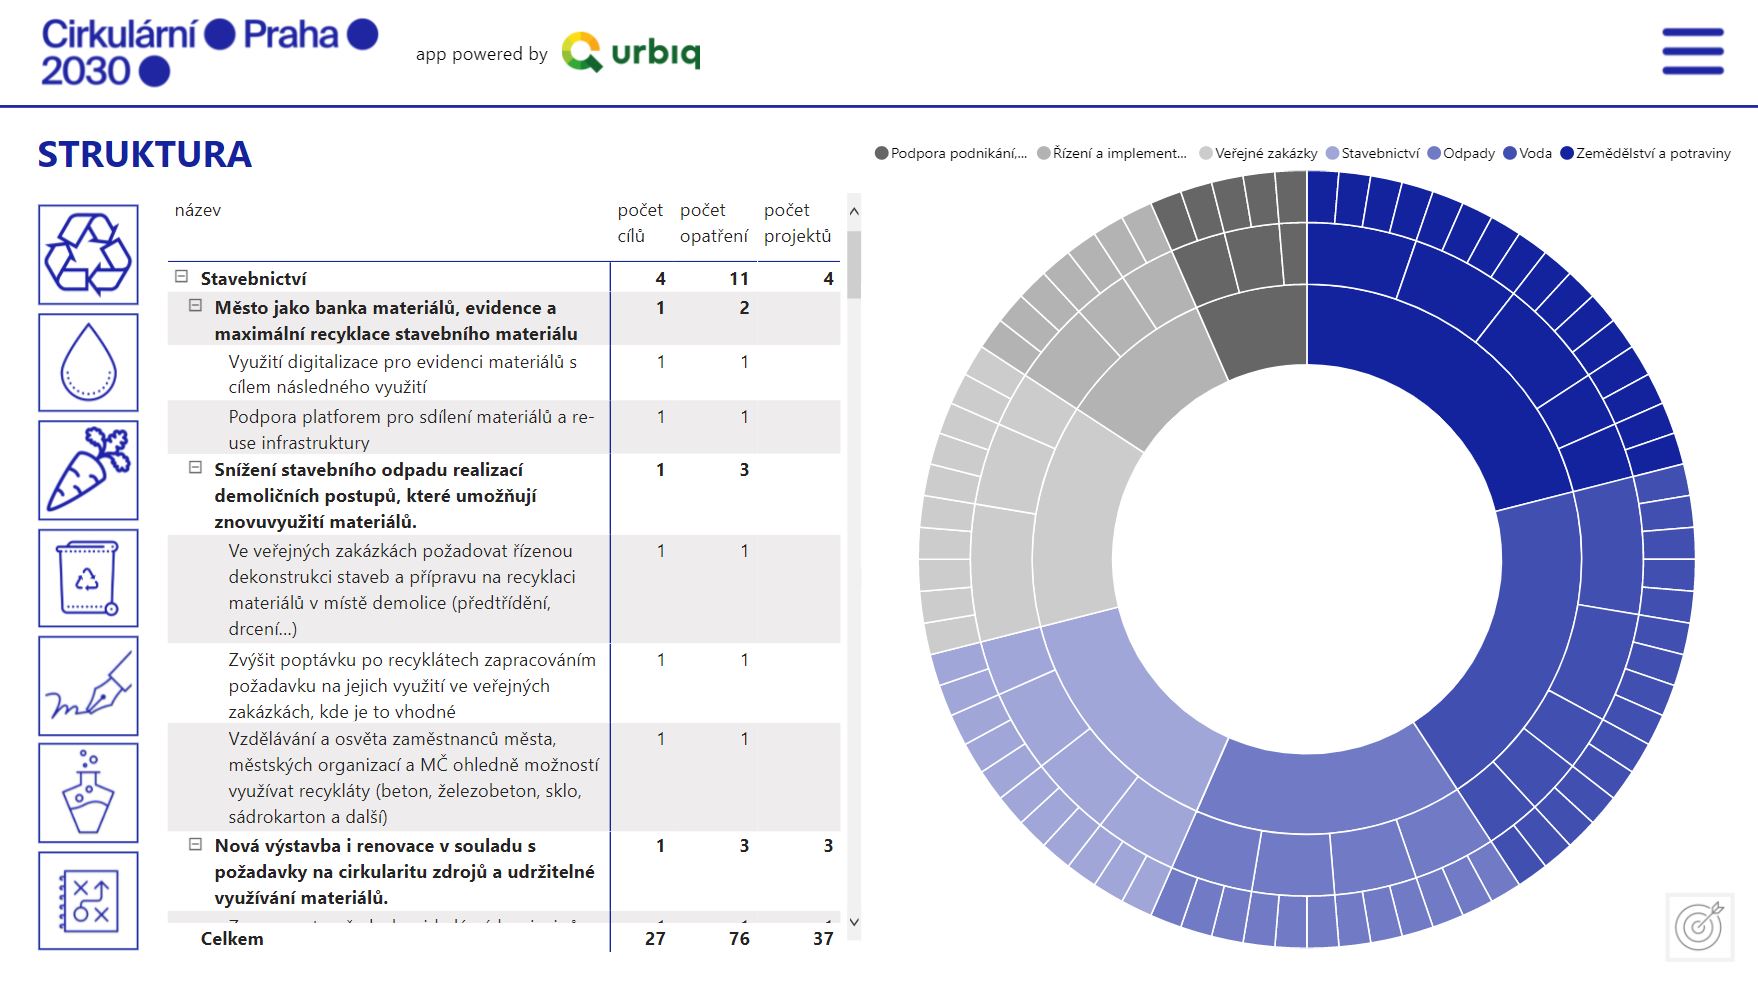 Cirkulární Praha
2030
app powered by urbiq
STRUKTURA
Podpora podnikání,... Řízení a implement... Veřejné zakázky Stavebnictví Odpady Voda Zemědělství a potraviny
název počet cílů počet opatření počet projektů
Stavebnictví 4 11 4
Město jako banka materiálů, evidence a 1 2
maximální recyklace stavebního materiálu
Využití digitalizace pro evidenci materiálů s 1 1
cílem následného využití
Podpora platforem pro sdílení materiálů a re- 1 1
use infrastruktury
Snížení stavebního odpadu realizací 1 3
demoličních postupů, které umožňují
znovuvyužití materiálů.
Ve veřejných zakázkách požadovat řízenou 1 1
dekonstrukci staveb a přípravu na recyklaci
materiálů v místě demolice (předtřídění,
drcení...)
Zvýšit poptávku po recyklátech zapracováním 1 1
požadavku na jejich využití ve veřejných
zakázkách, kde je to vhodné
Vzdělávání a osvěta zaměstnanců města, 1 1
městských organizací a MČ ohledně možností
využívat recykláty (beton, železobeton, sklo,
sádrokarton a další)
Nová výstavba i renovace v souladu s 1 3 3
požadavky na cirkularitu zdrojů a udržitelné
využívání materiálů.
Celkem 27 76 37